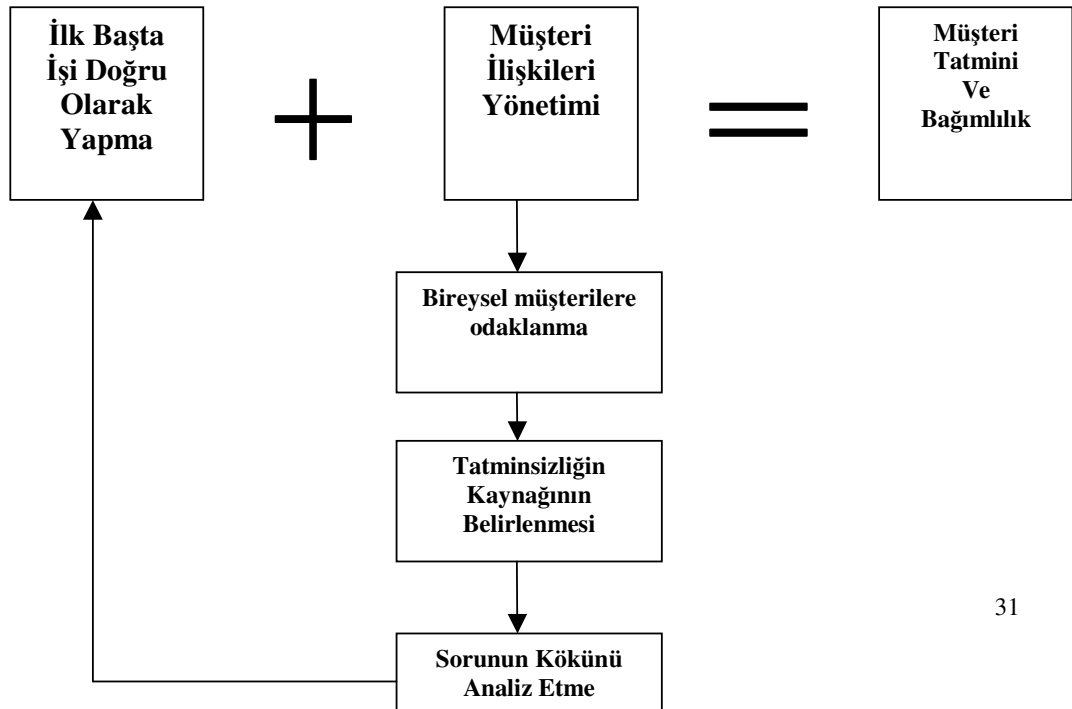 İlk Başta
İşi Doğru
Olarak
Yapma
+
Müşteri
İlişkileri
Yönetimi
=
Müşteri
Tatmini
Ve
Bağımlılık
Bireysel müşterilere
odaklanma
Tatminsizliğin
Kaynağının
Belirlenmesi
31
Sorunun Kökünü
Analiz Etme